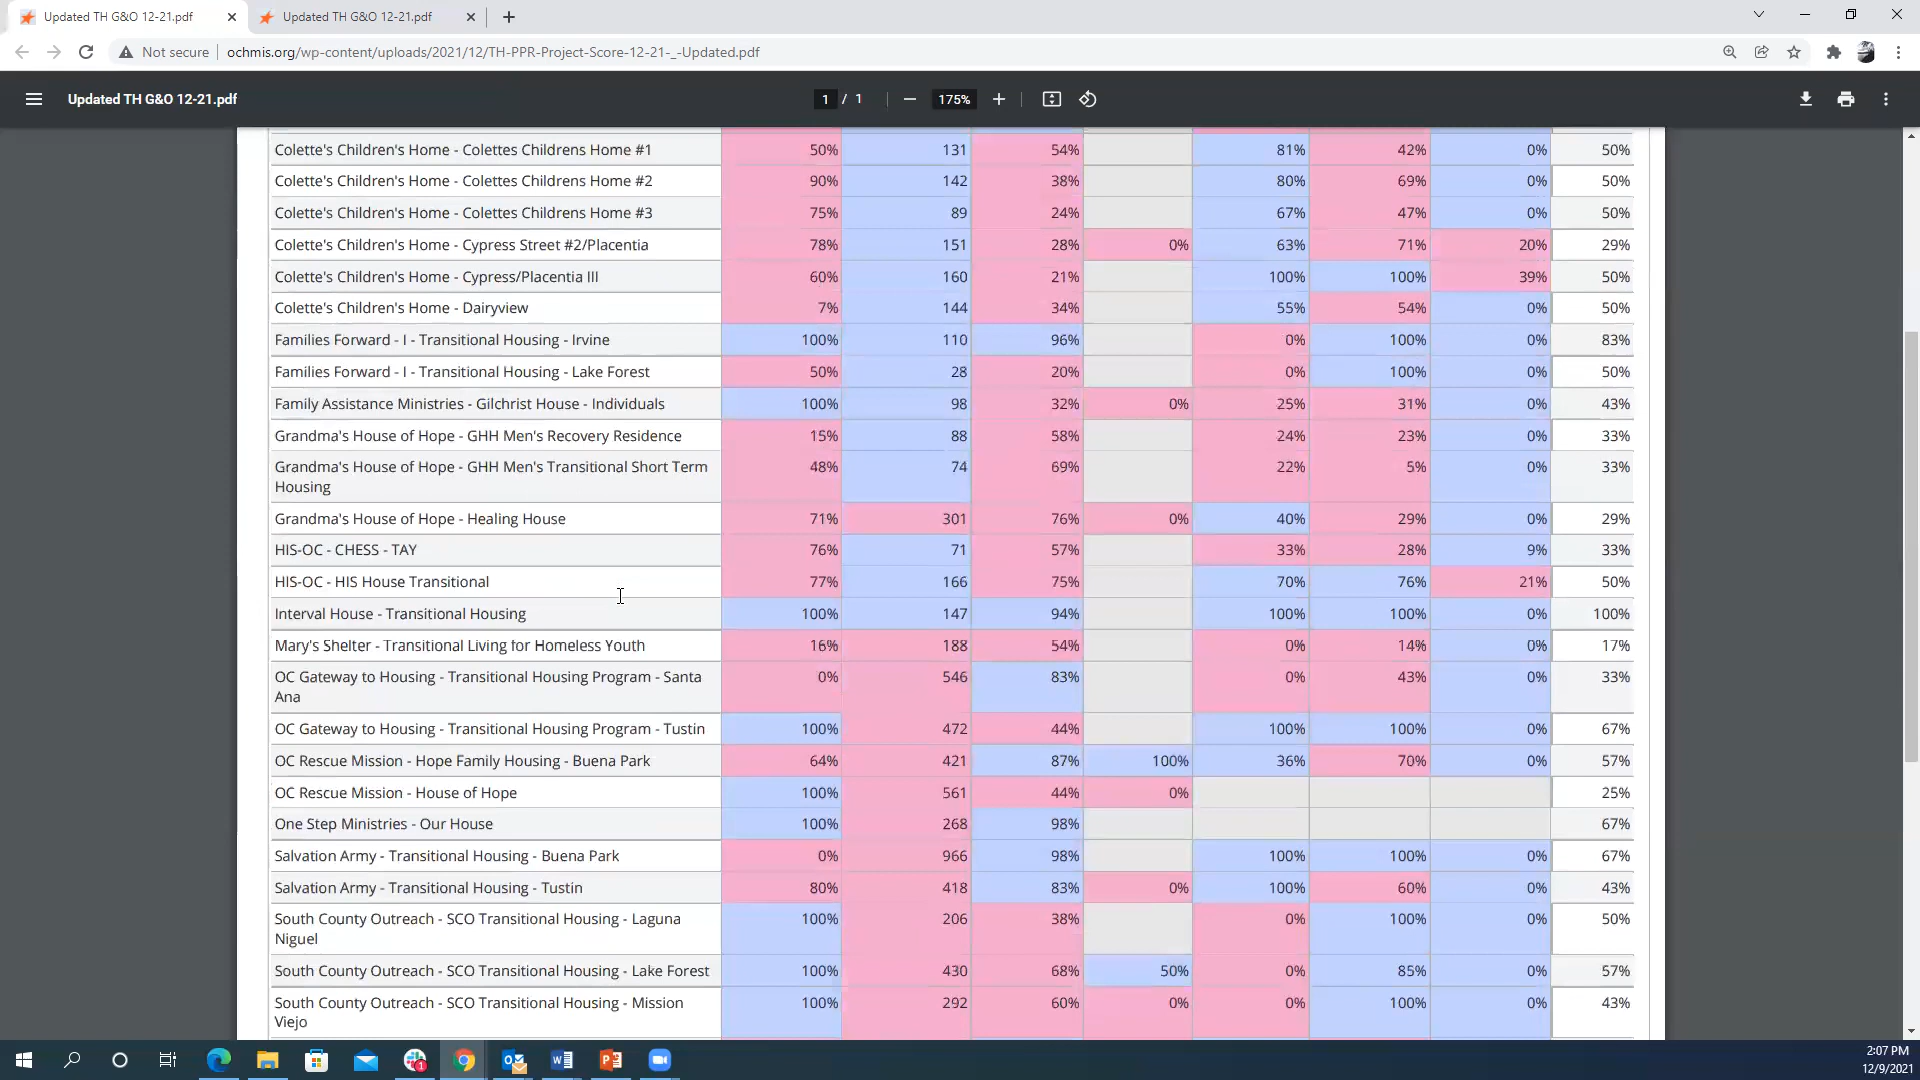 Updated TH G&O 12-21.pdf
Updated TH G&O 12-21.pdf
Not secure ochmis.org/wp-content/uploads/2021/12/TH-PPR-Project-Score-12-21-_-Updated.pdf
Updated TH G&O 12-21.pdf 1 / 1 175%
Colette's Children's Home - Colettes Childrens Home #1 50% 131 54% 81% 42% 0% 50%
Colette's Children's Home - Colettes Childrens Home #2 90% 142 38% 80% 69% 0% 50%
Colette's Children's Home - Colettes Childrens Home #3 75% 89 24% 67% 47% 0% 50%
Colette's Children's Home - Cypress Street #2/Placentia 78% 151 28% 0% 63% 71% 20% 29%
Colette's Children's Home - Cypress/Placentia III 60% 160 21% 100% 100% 39% 50%
Colette's Children's Home - Dairyview 7% 144 34% 55% 54% 0% 50%
Families Forward - I - Transitional Housing - Irvine 100% 110 96% 0% 100% 0% 83%
Families Forward - I - Transitional Housing - Lake Forest 50% 28 20% 0% 100% 0% 50%
Family Assistance Ministries - Gilchrist House - Individuals 100% 98 32% 0% 25% 31% 0% 43%
Grandma's House of Hope - GHH Men's Recovery Residence 15% 88 58% 24% 23% 0% 33%
Grandma's House of Hope - GHH Men's Transitional Short Term 48% 74 69% 22% 5% 0% 33%
Housing
Grandma's House of Hope - Healing House 71% 301 76% 0% 40% 29% 0% 29%
HIS-OC - CHESS - TAY 76% 71 57% 33% 28% 9% 33%
HIS-OC - HIS House Transitional 77% 166 75% 70% 76% 21% 50%
Interval House - Transitional Housing 100% 147 94% 100% 100% 0% 100%
Mary's Shelter - Transitional Living for Homeless Youth 16% 188 54% 0% 14% 0% 17%
OC Gateway to Housing - Transitional Housing Program - Santa 0% 546 83% 0% 43% 0% 33%
Ana
OC Gateway to Housing - Transitional Housing Program - Tustin 100% 472 44% 100% 100% 0% 67%
OC Rescue Mission - Hope Family Housing - Buena Park 64% 421 87% 100% 36% 70% 0% 57%
OC Rescue Mission - House of Hope 100% 561 44% 0% 25%
One Step Ministries - Our House 100% 268 98% 67%
Salvation Army - Transitional Housing - Buena Park 0% 966 98% 100% 100% 0% 67%
Salvation Army - Transitional Housing - Tustin 80% 418 83% 0% 100% 60% 0% 43%
South County Outreach - SCO Transitional Housing - Laguna 100% 206 38% 0% 100% 0% 50%
Niguel
South County Outreach - SCO Transitional Housing - Lake Forest 100% 430 68% 50% 0% 85% 0% 57%
South County Outreach - SCO Transitional Housing - Mission 100% 292 60% 0% 0% 100% 0% 43%
Viejo
2:07 PM
12/9/2021